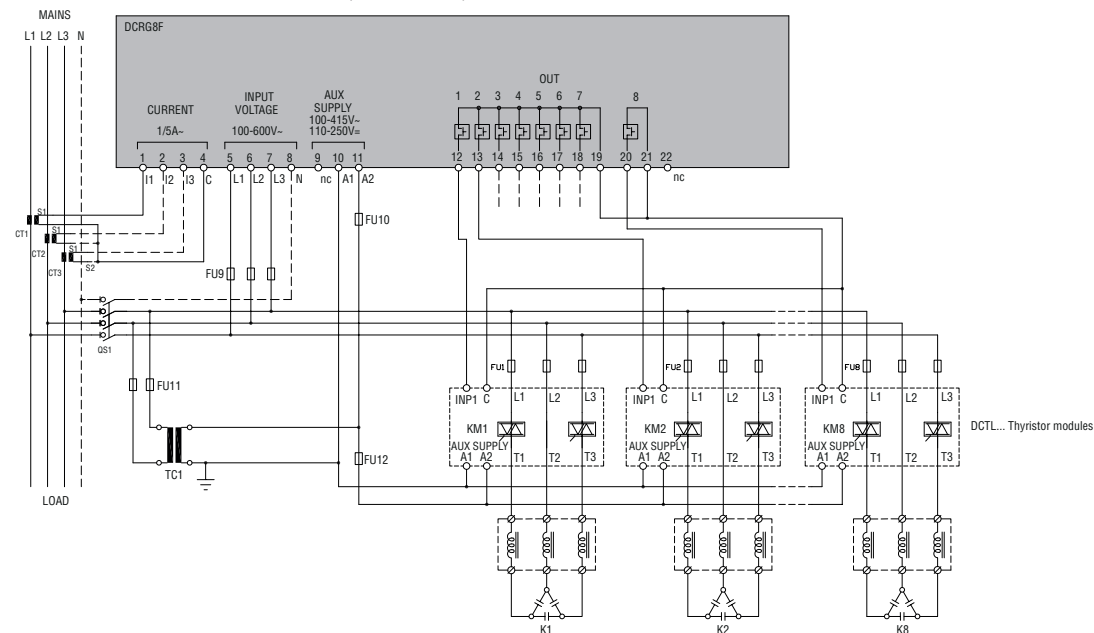 MAINS
L1 L2 L3 N
DCRG8F
OUT
1 2 3 4 5 6 7 8
CURRENT
1/5A~
INPUT
VOLTAGE
100-600V~
AUX
SUPPLY
100-415V~
110-250V=
1 2 3 4 5 6 7 8 9 10 11 12 13 14 15 16 17 18 19 20 21 22
I1 I2 I3 C L1 L2 L3 N nc A1 A2 nc
FU10
S1
CT1
S1
CT2
S1
CT3
S2
FU9
QS1
FU11
FU12
TC1
LOAD
FU1
FU2
FU8
INP1 C L1 L2 L3
INP1 C L1 L2 L3
INP1 C L1 L2 L3
KM1
KM2
KM8
DCTL... Thyristor modules
AUX SUPPLY
A1 A2 T1 T2 T3
AUX SUPPLY
A1 A2 T1 T2 T3
AUX SUPPLY
A1 A2 T1 T2 T3
K1
K2
K8